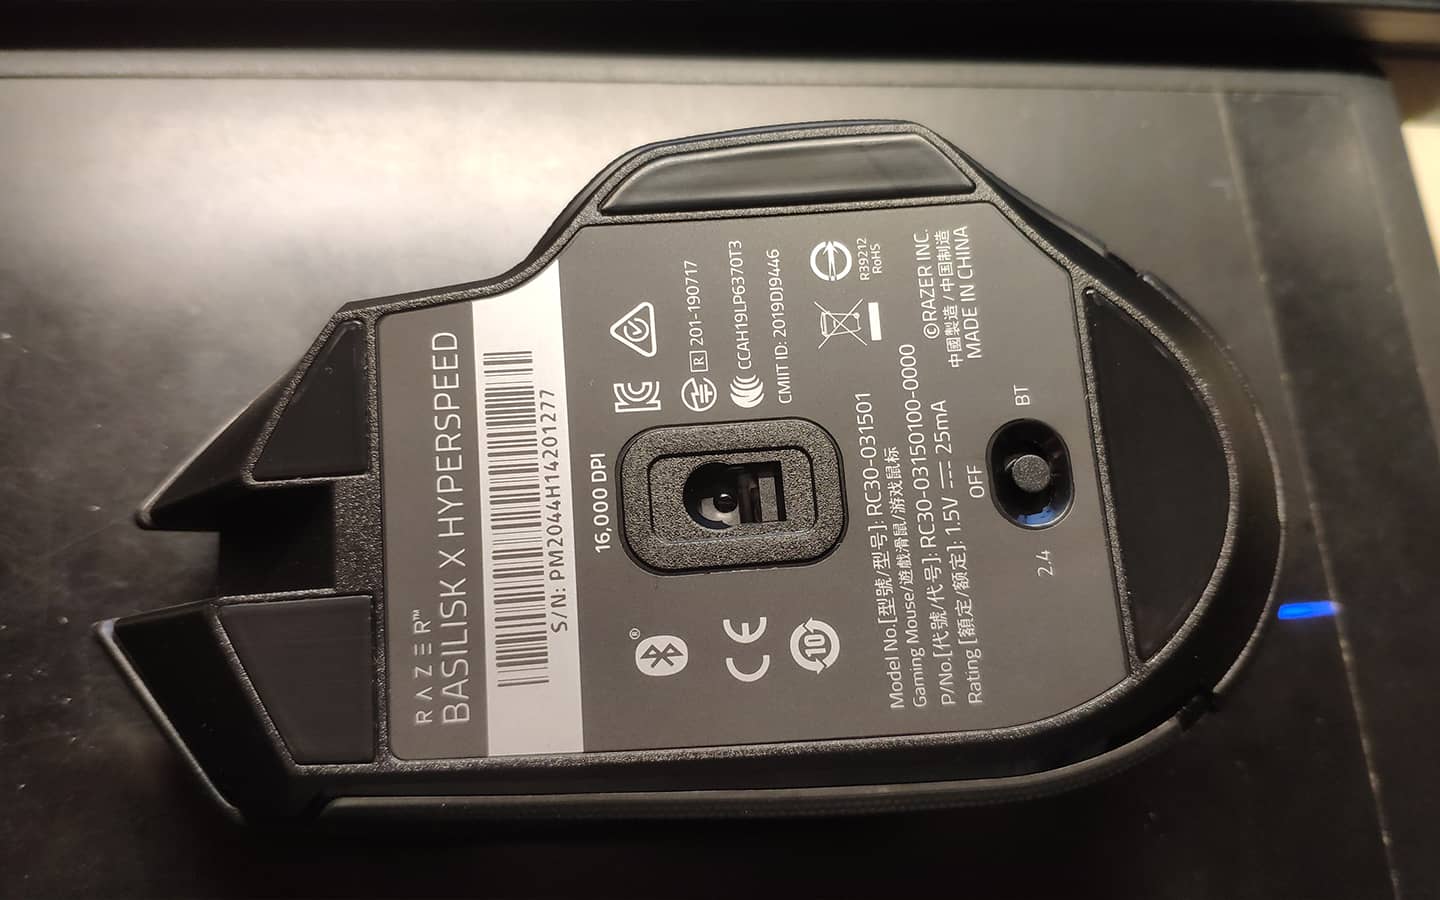 RAZER™
BASILISK X HYPERSPEED
S/N: PM2044H14201277
16,000 DPI
R 201-190717
CCAH19LP6370T3
CMIIT ID: 2019DJ9446
R39212
RoHS
®
CE
10
Model No.[型號/型号]: RC30-031501
Gaming Mouse/遊戲滑鼠/游戏鼠标
P/No.[代號/代号]: RC30-03150100-0000
Rating [額定/额定]: 1.5V ⎓ 25mA
©RAZER INC.
中國製造 / 中国制造
MADE IN CHINA
2.4 OFF BT